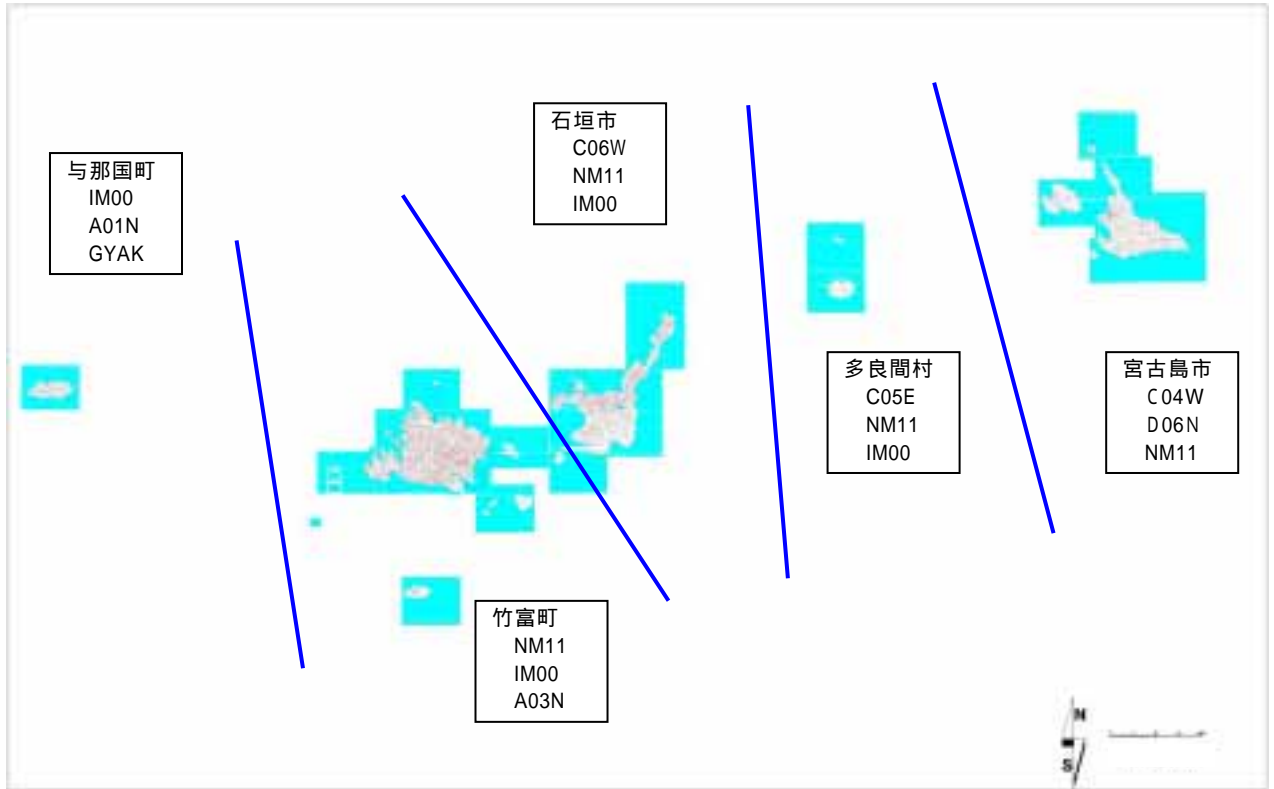 与那国町
IM00
A01N
GYAK
石垣市
C06W
NM11
IM00
多良間村
C05E
NM11
IM00
宮古島市
C04W
D06N
NM11
竹富町
NM11
IM00
A03N
N
S